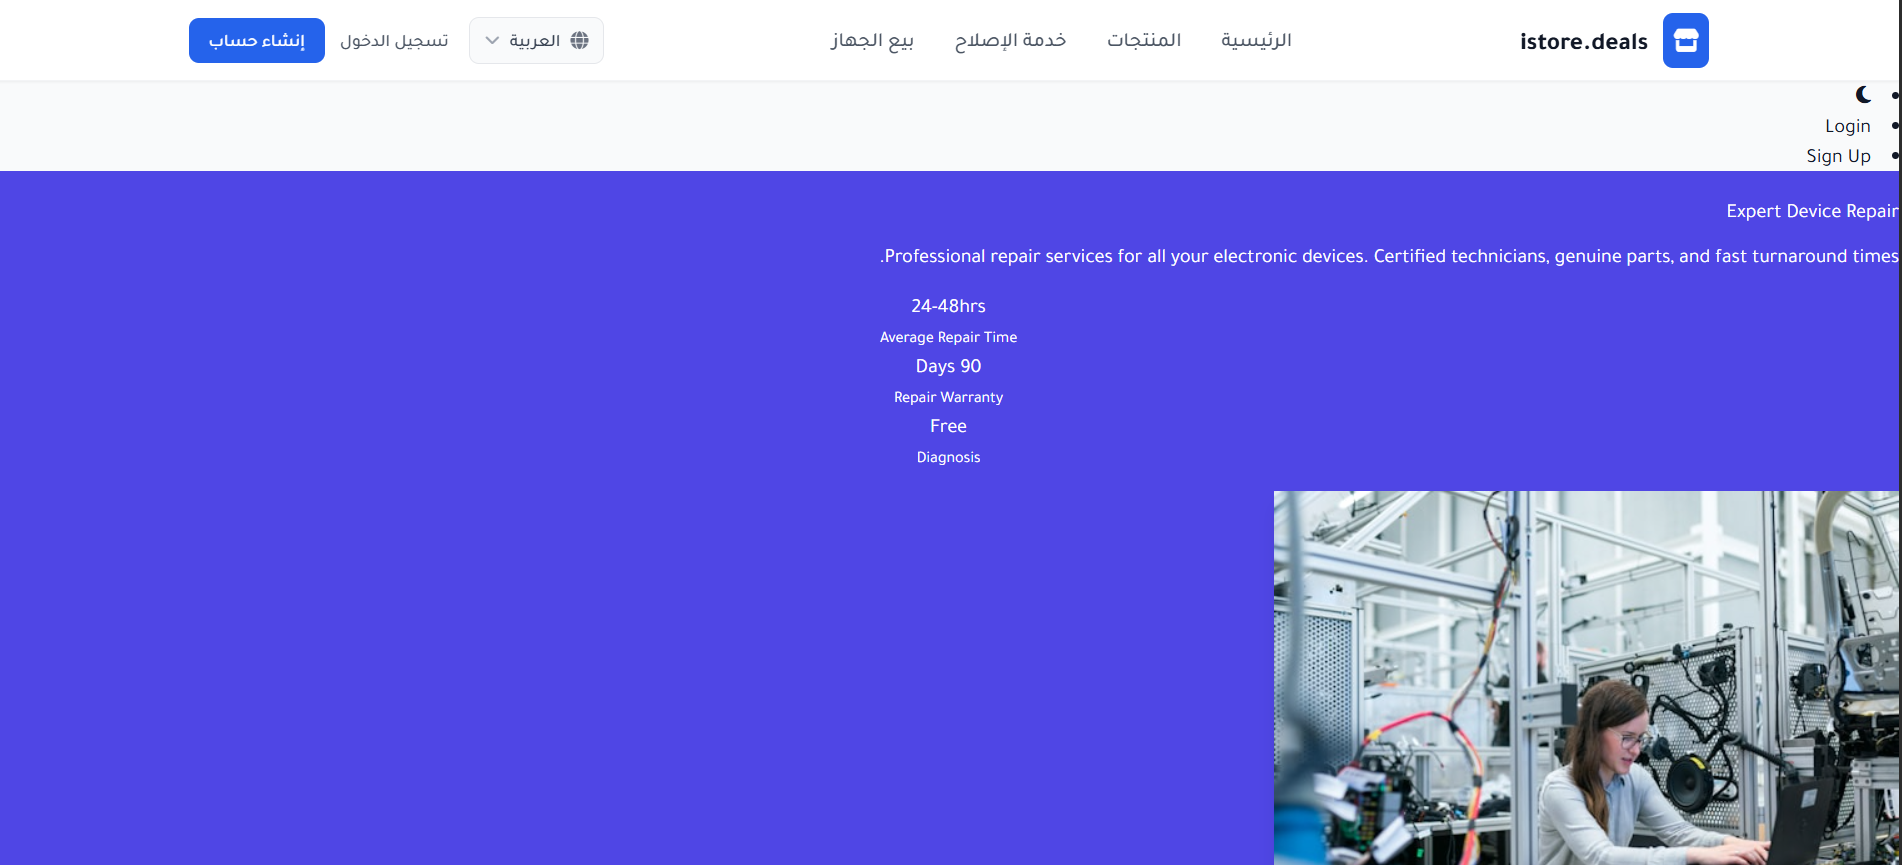 istore.deals
الرئيسية
المنتجات
خدمة الإصلاح
بيع الجهاز
العربية
تسجيل الدخول
إنشاء حساب
Login
Sign Up
Expert Device Repair
.Professional repair services for all your electronic devices. Certified technicians, genuine parts, and fast turnaround times
24-48hrs
Average Repair Time
Days 90
Repair Warranty
Free
Diagnosis